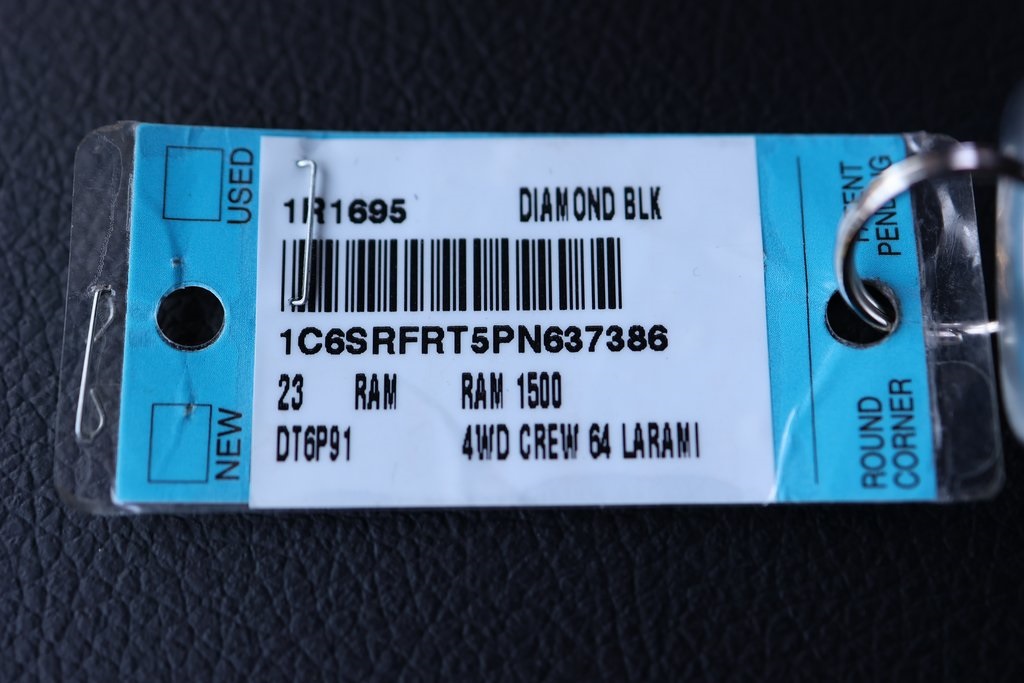 USED
NEW
1R1695 DIAMOND BLK
1C6SRFRT5PN637386
23 RAM RAM 1500
DT6P91 4WD CREW 64 LARAMI
PATENT
PENDING
ROUND
CORNER